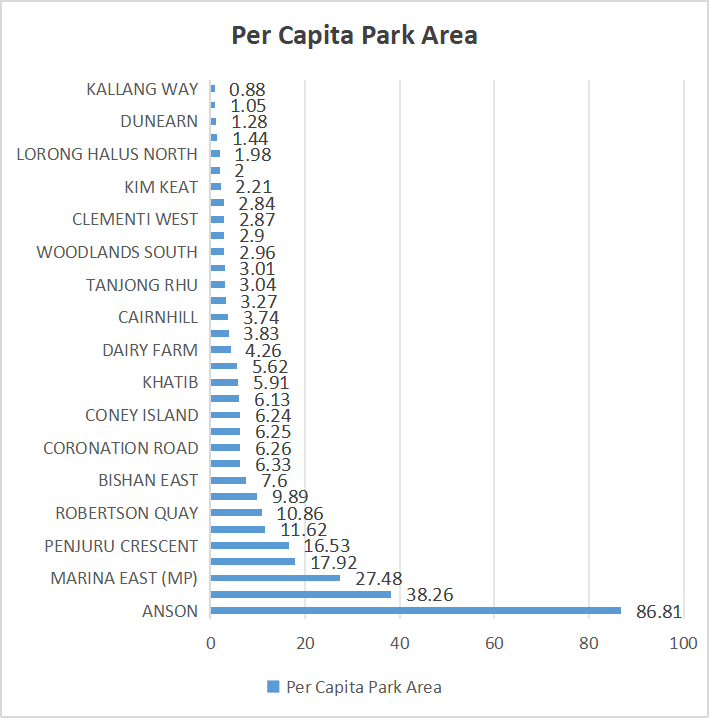 Per Capita Park Area
KALLANG WAY 0.88
1.05
DUNEARN 1.28
1.44
LORONG HALUS NORTH 1.98
2
KIM KEAT 2.21
2.84
CLEMENTI WEST 2.87
2.9
WOODLANDS SOUTH 2.96
3.01
TANJONG RHU 3.04
3.27
CAIRNHILL 3.74
3.83
DAIRY FARM 4.26
5.62
KHATIB 5.91
6.13
CONEY ISLAND 6.24
6.25
CORONATION ROAD 6.26
6.33
BISHAN EAST 7.6
9.89
ROBERTSON QUAY 10.86
11.62
PENJURU CRESCENT 16.53
17.92
MARINA EAST (MP) 27.48
38.26
ANSON 86.81
0 20 40 60 80 100
Per Capita Park Area